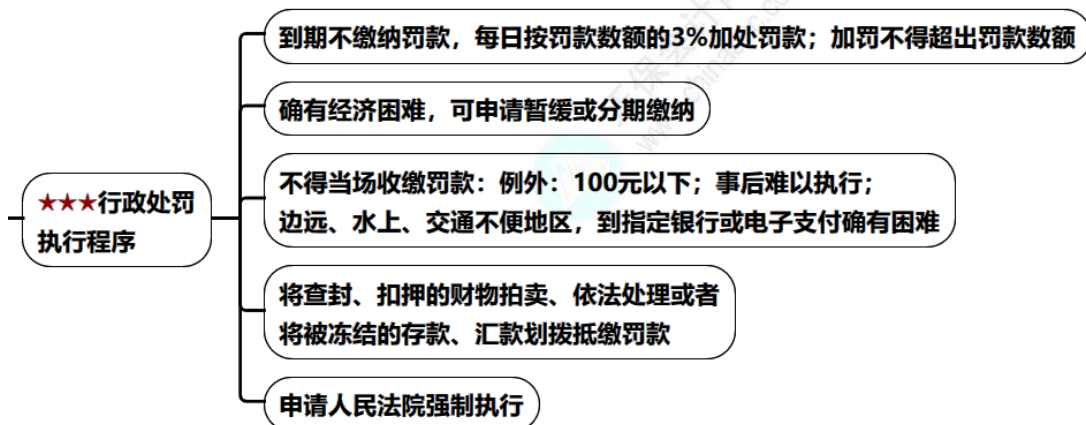 到期不缴纳罚款，每日按罚款数额的3%加处罚款；加罚不得超出罚款数额
确有经济困难，可申请暂缓或分期缴纳
★★★行政处罚
执行程序
不得当场收缴罚款：例外：100元以下；事后难以执行；
边远、水上、交通不便地区，到指定银行或电子支付确有困难
将查封、扣押的财物拍卖、依法处理或者
将被冻结的存款、汇款划拨抵缴罚款
申请人民法院强制执行